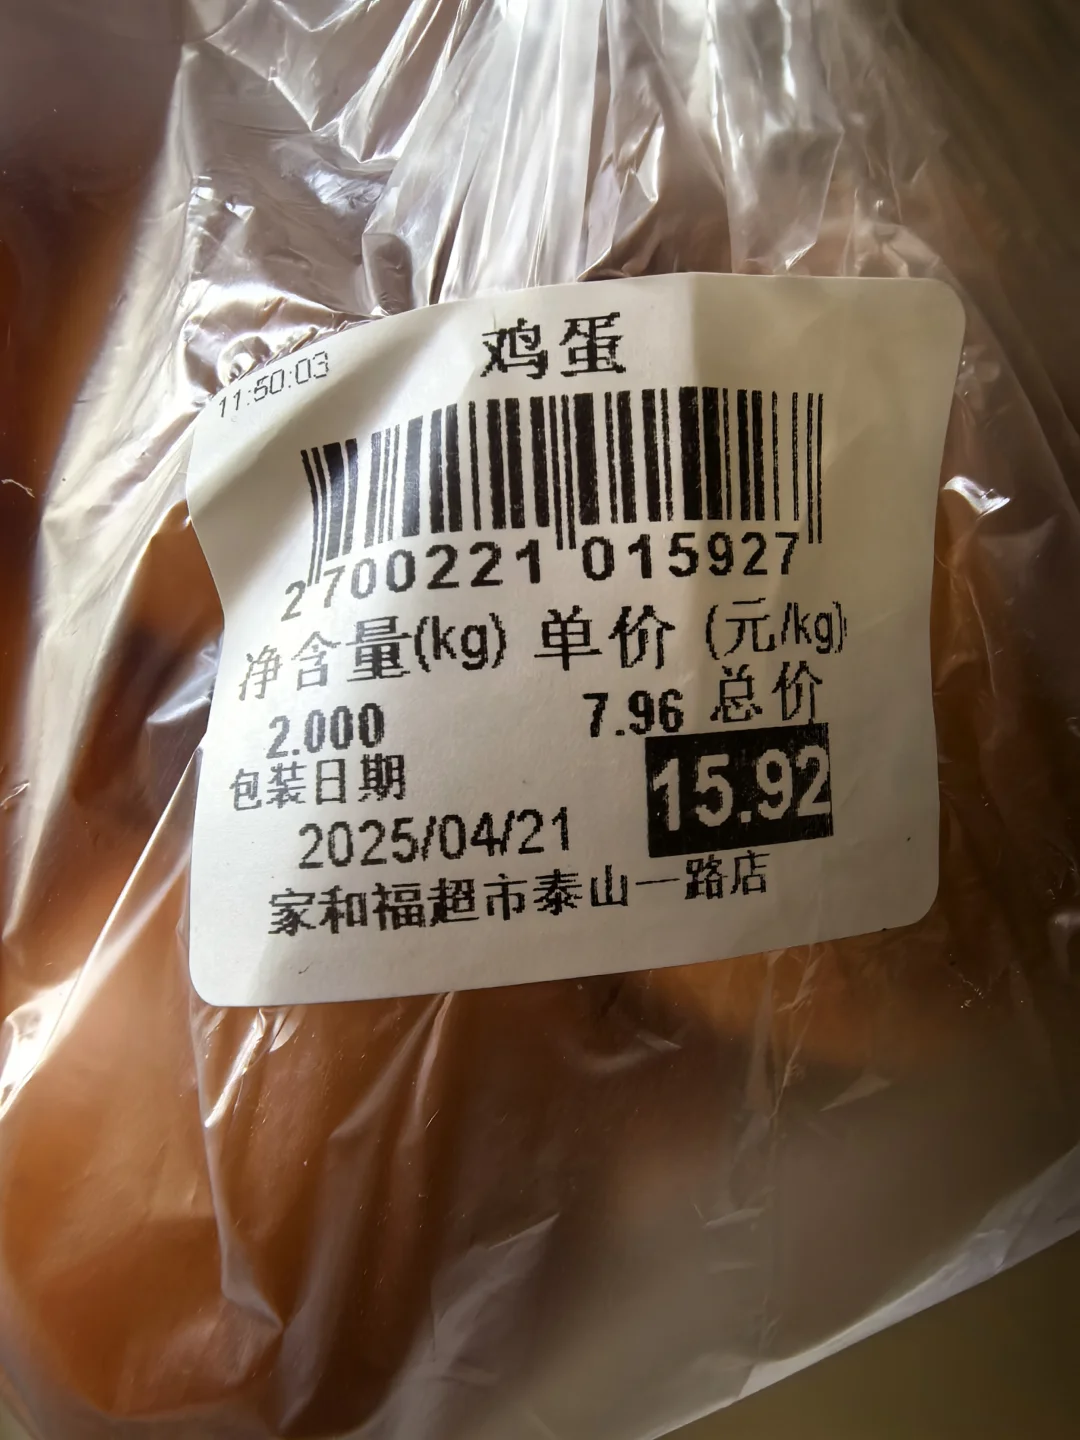 鸡蛋
11:50:03
2700221015927
净含量(kg) 单价 (元/kg)
2.000 7.96 总价
包装日期 15.92
2025/04/21
家和福超市泰山一路店